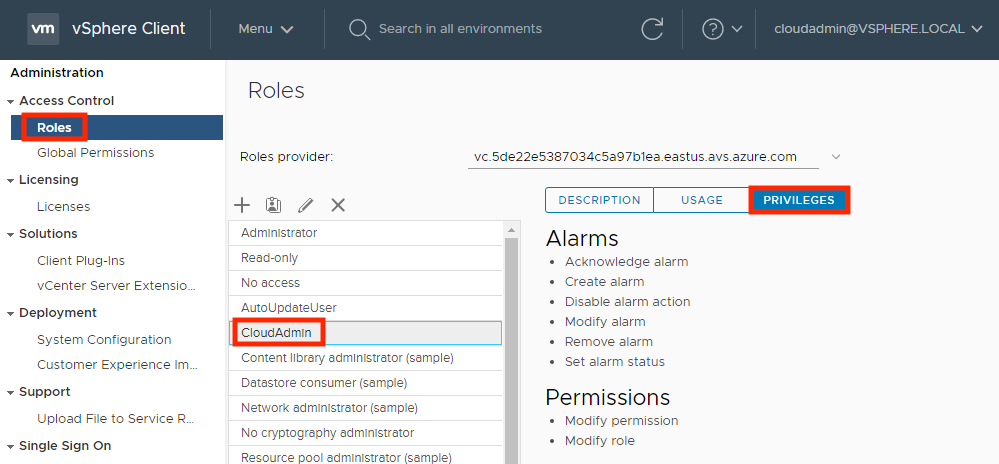 vm vSphere Client Menu Search in all environments ? cloudadmin@VSPHERE.LOCAL
Administration
Access Control
Roles
Global Permissions
Licensing
Licenses
Solutions
Client Plug-Ins
vCenter Server Extensio...
Deployment
System Configuration
Customer Experience Im...
Support
Upload File to Service R...
Single Sign On
Roles
Roles provider: vc.5de22e5387034c5a97b1ea.eastus.avs.azure.com
Administrator
Read-only
No access
AutoUpdateUser
CloudAdmin
Content library administrator (sample)
Datastore consumer (sample)
Network administrator (sample)
No cryptography administrator
Resource pool administrator (sample)
DESCRIPTION USAGE PRIVILEGES
Alarms
Acknowledge alarm
Create alarm
Disable alarm action
Modify alarm
Remove alarm
Set alarm status
Permissions
Modify permission
Modify role